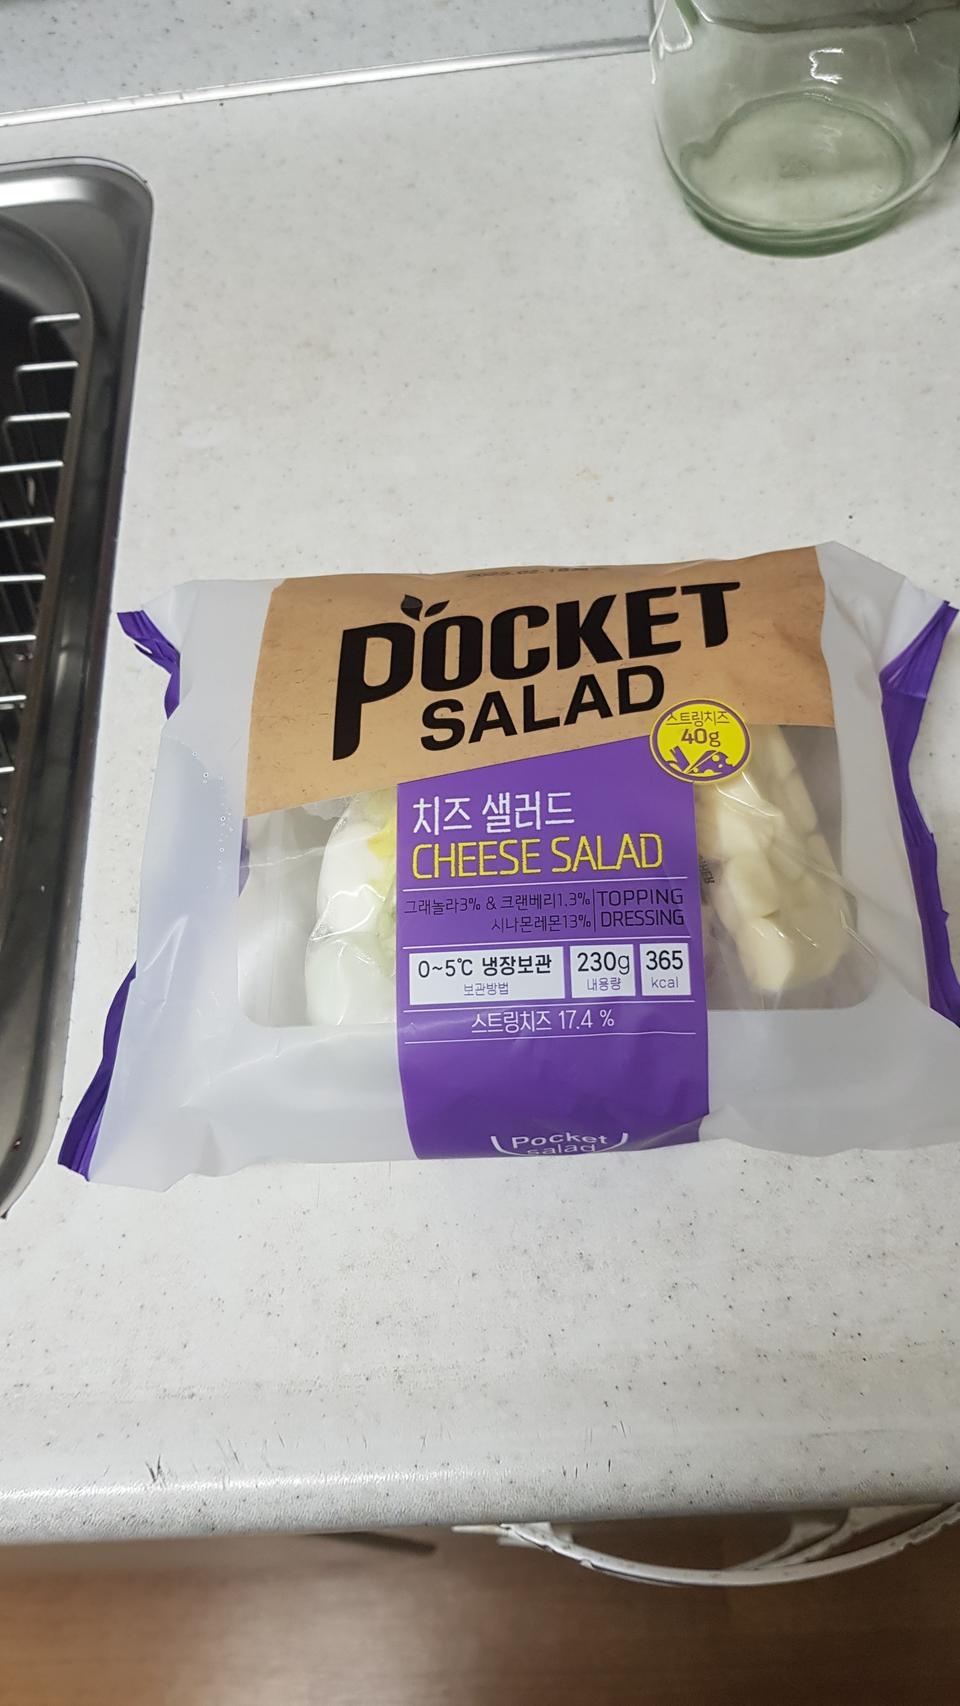 POCKET
SALAD
스트링치즈
40g
치즈 샐러드
CHEESE SALAD
그래놀라3% & 크랜베리1.3% TOPPING
시나몬레몬13% DRESSING
0~5℃ 냉장보관 230g 365
보관방법 내용량 kcal
스트링치즈 17.4 %
Pocket
salad